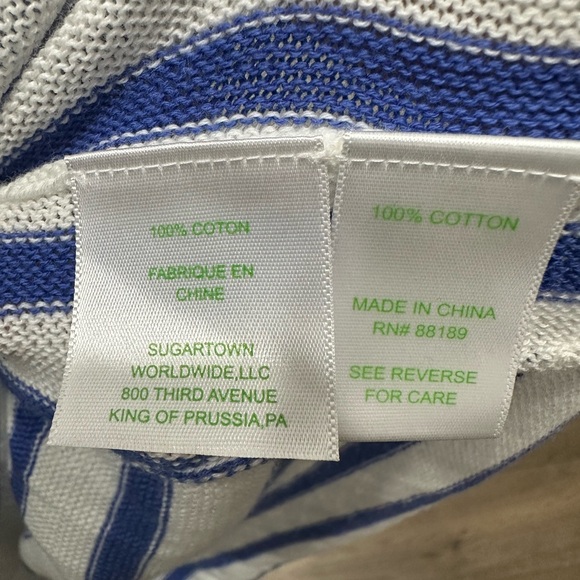 100% COTON
FABRIQUE EN
CHINE
SUGARTOWN
WORLDWIDE,LLC
800 THIRD AVENUE
KING OF PRUSSIA,PA
100% COTTON
MADE IN CHINA
RN# 88189
SEE REVERSE
FOR CARE